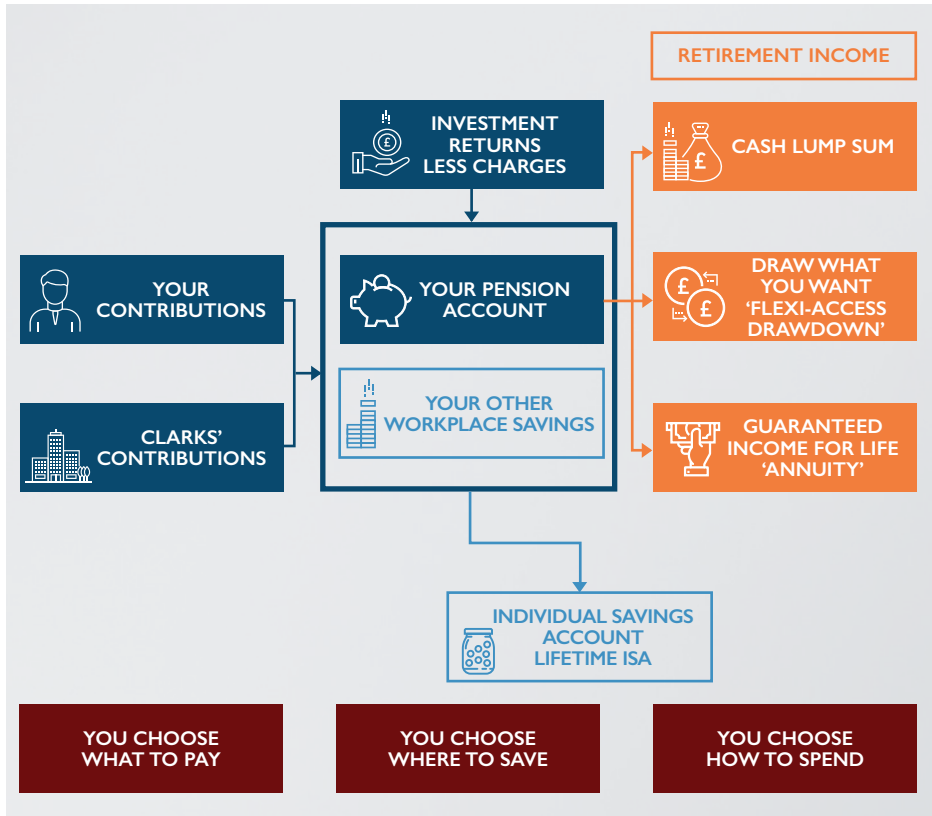 RETIREMENT INCOME
INVESTMENT
RETURNS
LESS CHARGES
CASH LUMP SUM
YOUR
CONTRIBUTIONS
YOUR PENSION
ACCOUNT
DRAW WHAT
YOU WANT
‘FLEXI-ACCESS
DRAWDOWN’
CLARKS’
CONTRIBUTIONS
YOUR OTHER
WORKPLACE SAVINGS
GUARANTEED
INCOME FOR LIFE
‘ANNUITY’
INDIVIDUAL SAVINGS
ACCOUNT
LIFETIME ISA
YOU CHOOSE
WHAT TO PAY
YOU CHOOSE
WHERE TO SAVE
YOU CHOOSE
HOW TO SPEND